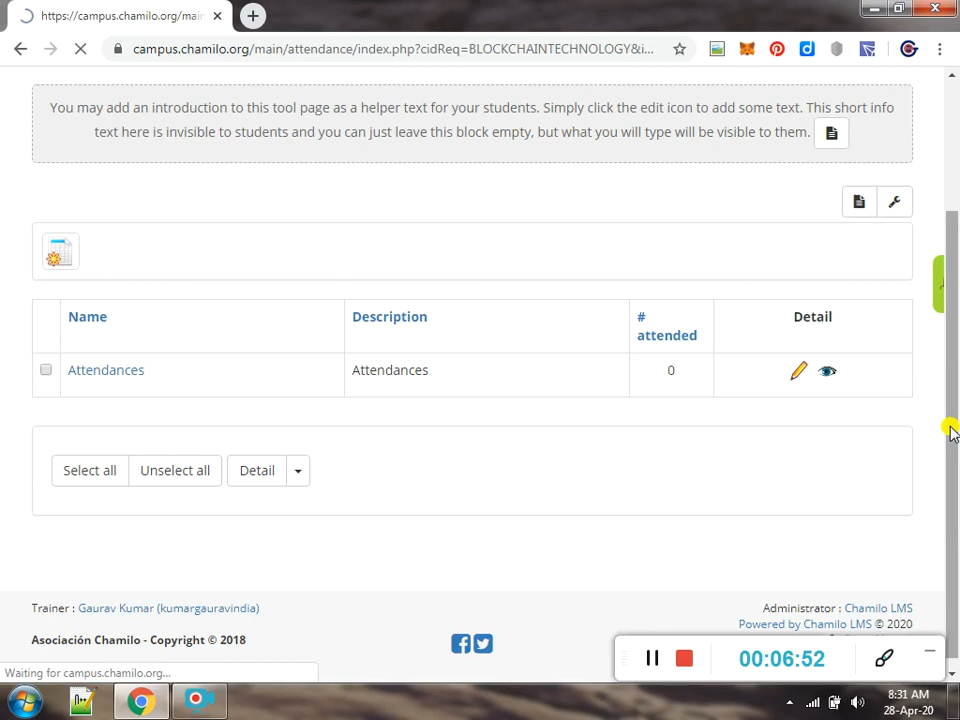 https://campus.chamilo.org/main
campus.chamilo.org/main/attendance/index.php?cidReq=BLOCKCHAINTECHNOLOGY&i...
You may add an introduction to this tool page as a helper text for your students. Simply click the edit icon to add some text. This short info
text here is invisible to students and you can just leave this block empty, but what you will type will be visible to them.
Name Description # attended Detail
Attendances Attendances 0
Select all Unselect all Detail
Trainer : Gaurav Kumar (kumargauravindia)
Administrator : Chamilo LMS
Powered by Chamilo LMS © 2020
Asociación Chamilo - Copyright © 2018
00:06:52
Waiting for campus.chamilo.org...
8:31 AM
28-Apr-20